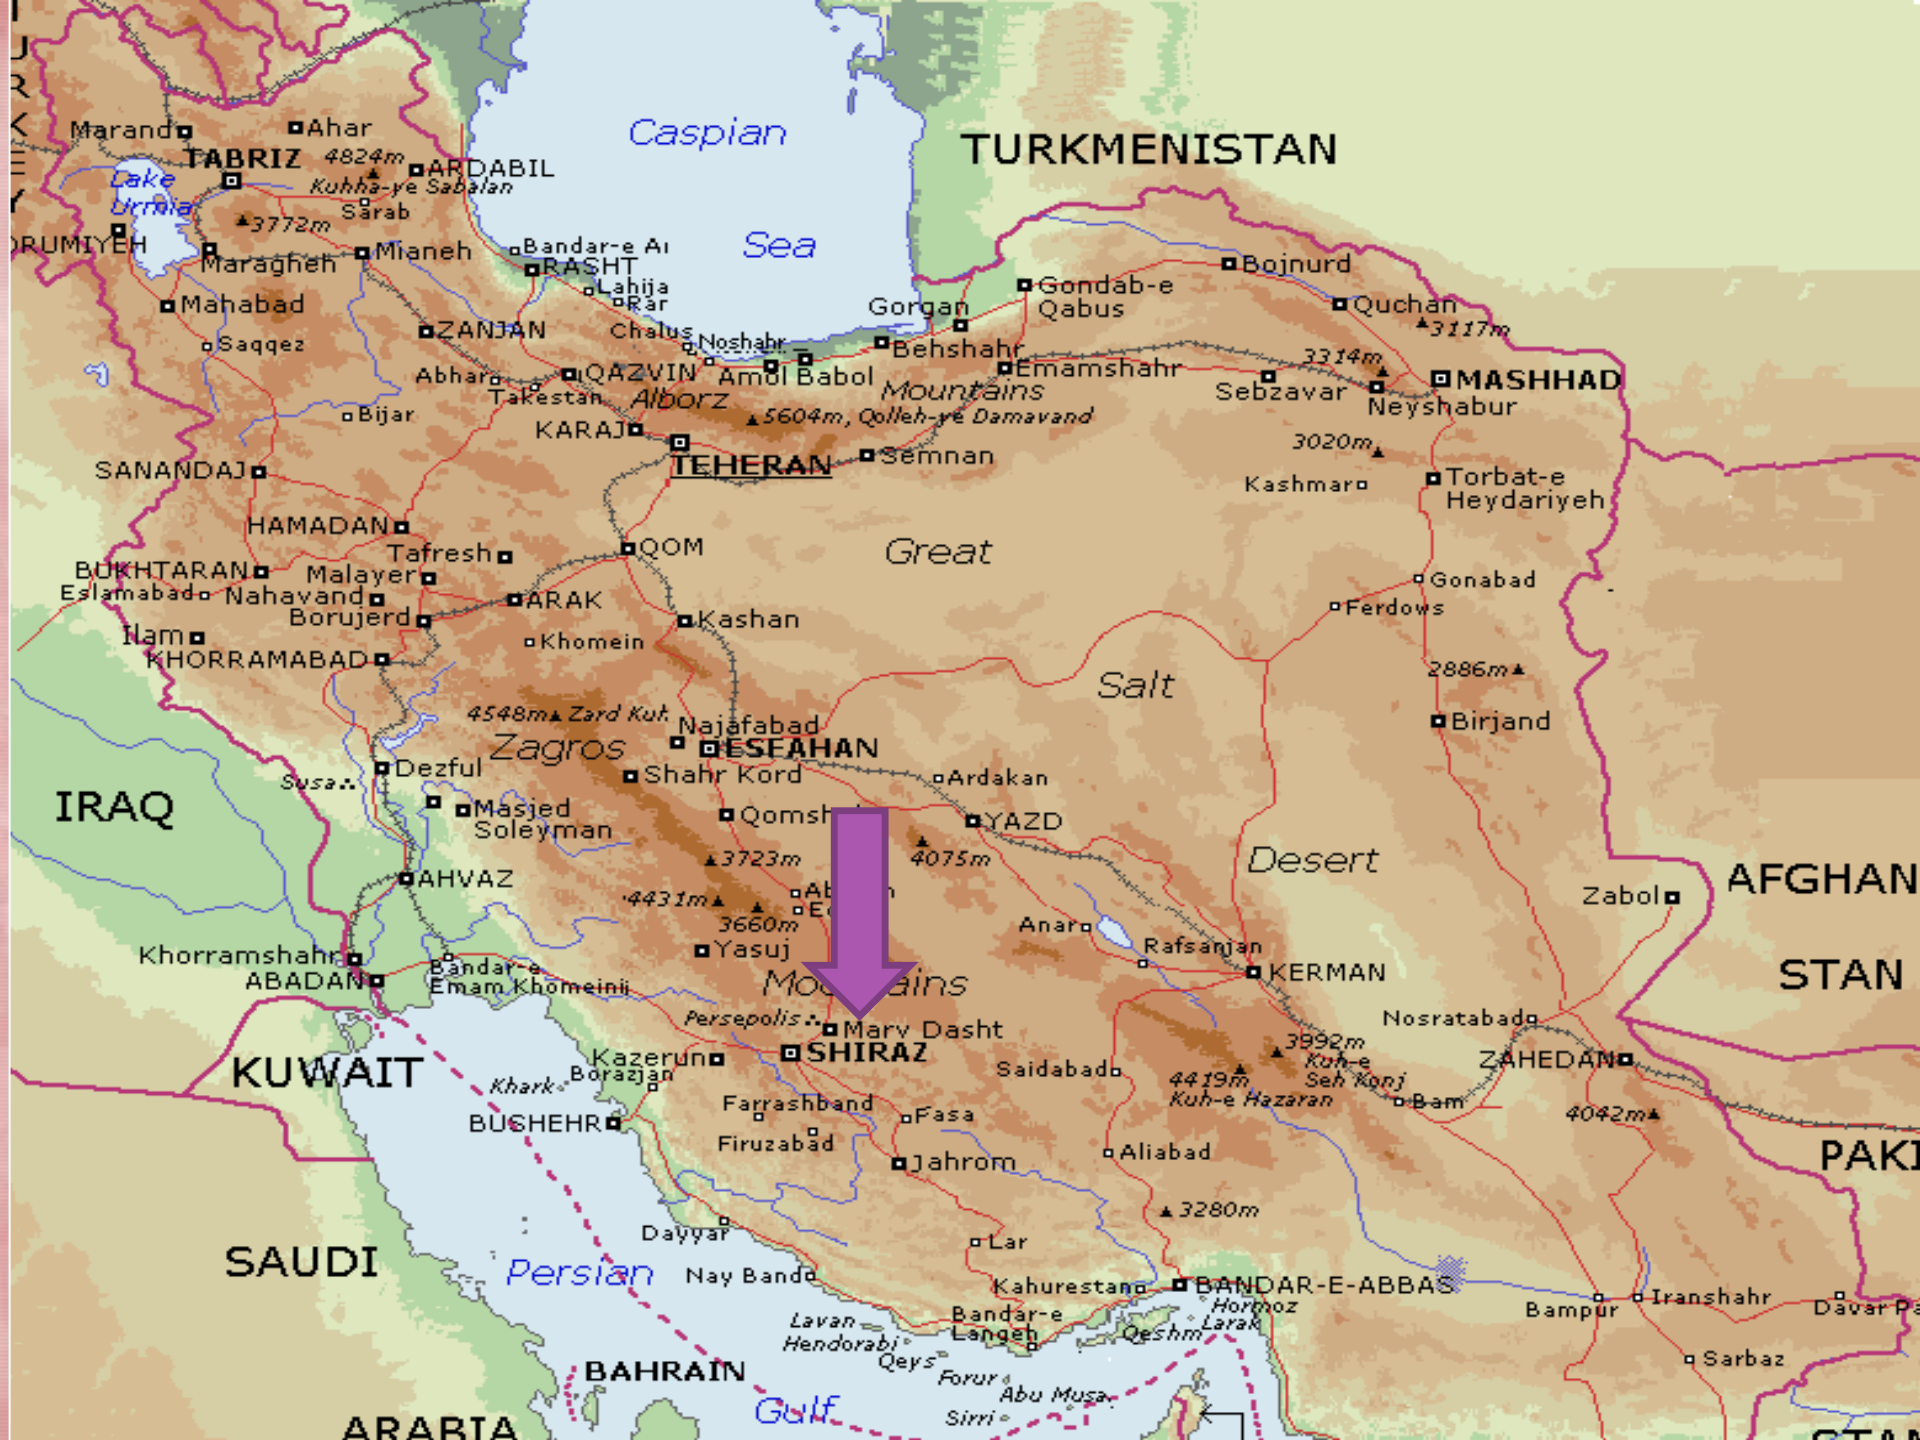 TURKMENISTAN
Caspian
Sea
Marand
Ahar
TABRIZ
4824m
ARDABIL
Kuhha-ye Sabalan
Lake
Urmia
Sarab
3772m
ORUMIYEH
Mianeh
Maragheh
Bandar-e
RASHT
Lahija
Rar
Mahabad
ZANJAN
Saqqez
Chalus
Noshahr
Gorgan
Gondab-e
Qabus
Bojnurd
Quchan
3117m
Behshahr
Emamshahr
3314m
MASHHAD
Sebzavar
Neyshabur
Abhar
QAZVIN
Amol Babol
Takestan
Alborz
Mountains
Bijar
5604m, Qolleh-ye Damavand
KARAJ
TEHERAN
Semnan
3020m
Kashmar
Torbat-e
Heydariyeh
SANANDAJ
HAMADAN
Tafresh
QOM
Great
BUKHTARAN
Malayer
Eslamabad
Nahavand
ARAK
Borujerd
Kashan
Gonabad
Ferdows
Ilam
Khomein
KHORRAMABAD
2886m
Salt
4548m
Zard Kuh
Najafabad
Birjand
Zagros
ESFAHAN
Dezful
Shahr Kord
Ardakan
Susa
IRAQ
Masjed
Soleyman
YAZD
3723m
4075m
Desert
AHVAZ
4431m
3660m
AFGHAN
STAN
Zabol
Anar
Yasuj
Rafsanjan
Khorramshahr
ABADAN
Bandar-e
Emam Khomeini
KERMAN
Persepolis
Marv Dasht
SHIRAZ
Nosratabad
KUWAIT
Kazerun
Borazjan
Khark
Saidabad
3992m
Kuh-e
Seh Konj
4419m
Kuh-e Hazaran
ZAHEDAN
Bam
4042m
BUSHEHR
Farrashband
Fasa
Firuzabad
Jahrom
Aliabad
PAKI
3280m
SAUDI
ARABIA
Dayyar
Lar
Persian
Gulf
Nay Band
Kahurestan
BANDAR-E-ABBAS
Hormoz
Larak
Bampur
Iranshahr
Davar Pa
Lavan
Hendorabi
Qeys
Bandar-e
Langeh
Qeshm
Sarbaz
BAHRAIN
Forur
Abu Musa
Sirri